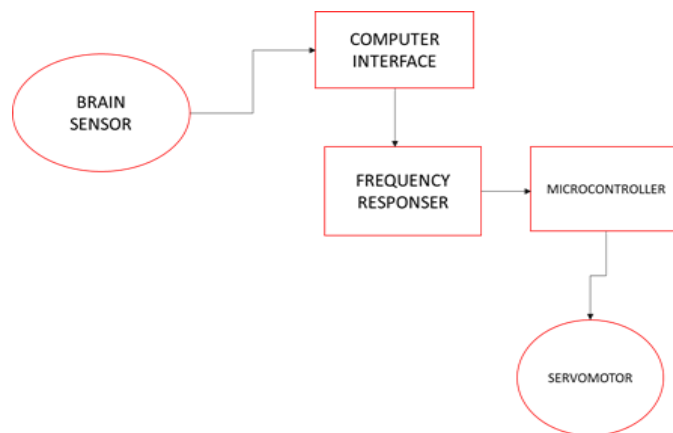 COMPUTER
INTERFACE
BRAIN
SENSOR
FREQUENCY
RESPONSER
MICROCONTROLLER
SERVOMOTOR